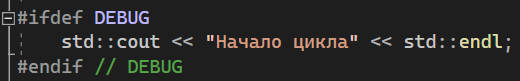 #ifdef DEBUG
std::cout << "Начало цикла" << std::endl;
#endif // DEBUG